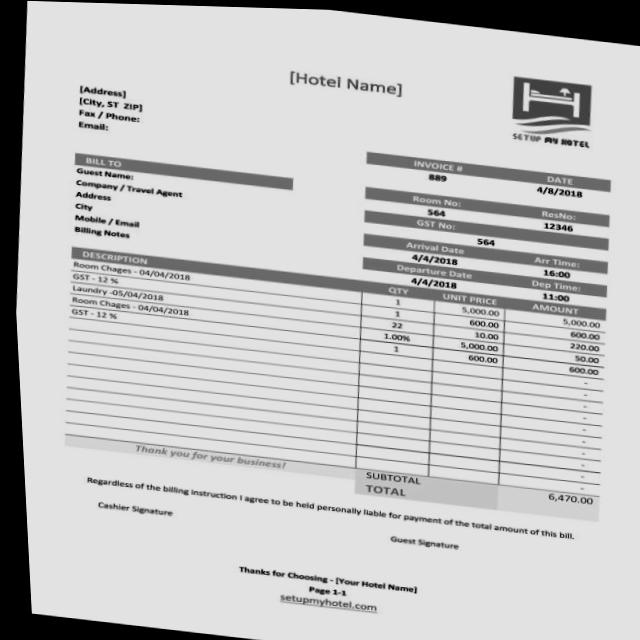 [Hotel Name]
SETUP MY HOTEL
[Address]
[City, ST ZIP]
Fax / Phone:
Email:
BILL TO
Guest Name:
Company / Travel Agent
Address
City
Mobile / Email
Billing Notes
INVOICE # DATE
889 4/8/2018
Room No: ResNo:
564 12346
GST No:
564
Arrival Date Arr Time:
4/4/2018 16:00
Departure Date Dep Time:
4/4/2018 11:00
DESCRIPTION QTY UNIT PRICE AMOUNT
Room Chages - 04/04/2018 1 5,000.00 5,000.00
GST - 12 % 1 600.00 600.00
Laundry -05/04/2018 22 10.00 220.00
Room Chages - 04/04/2018 1.00% 5,000.00 50.00
GST - 12 % 1 600.00 600.00
-
-
-
-
-
-
-
-
-
-
Thank you for your business!
SUBTOTAL
TOTAL 6,470.00
Regardless of the billing instruction I agree to be held personally liable for payment of the total amount of this bill.
Cashier Signature
Guest Signature
Thanks for Choosing - [Your Hotel Name]
Page 1-1
setupmyhotel.com